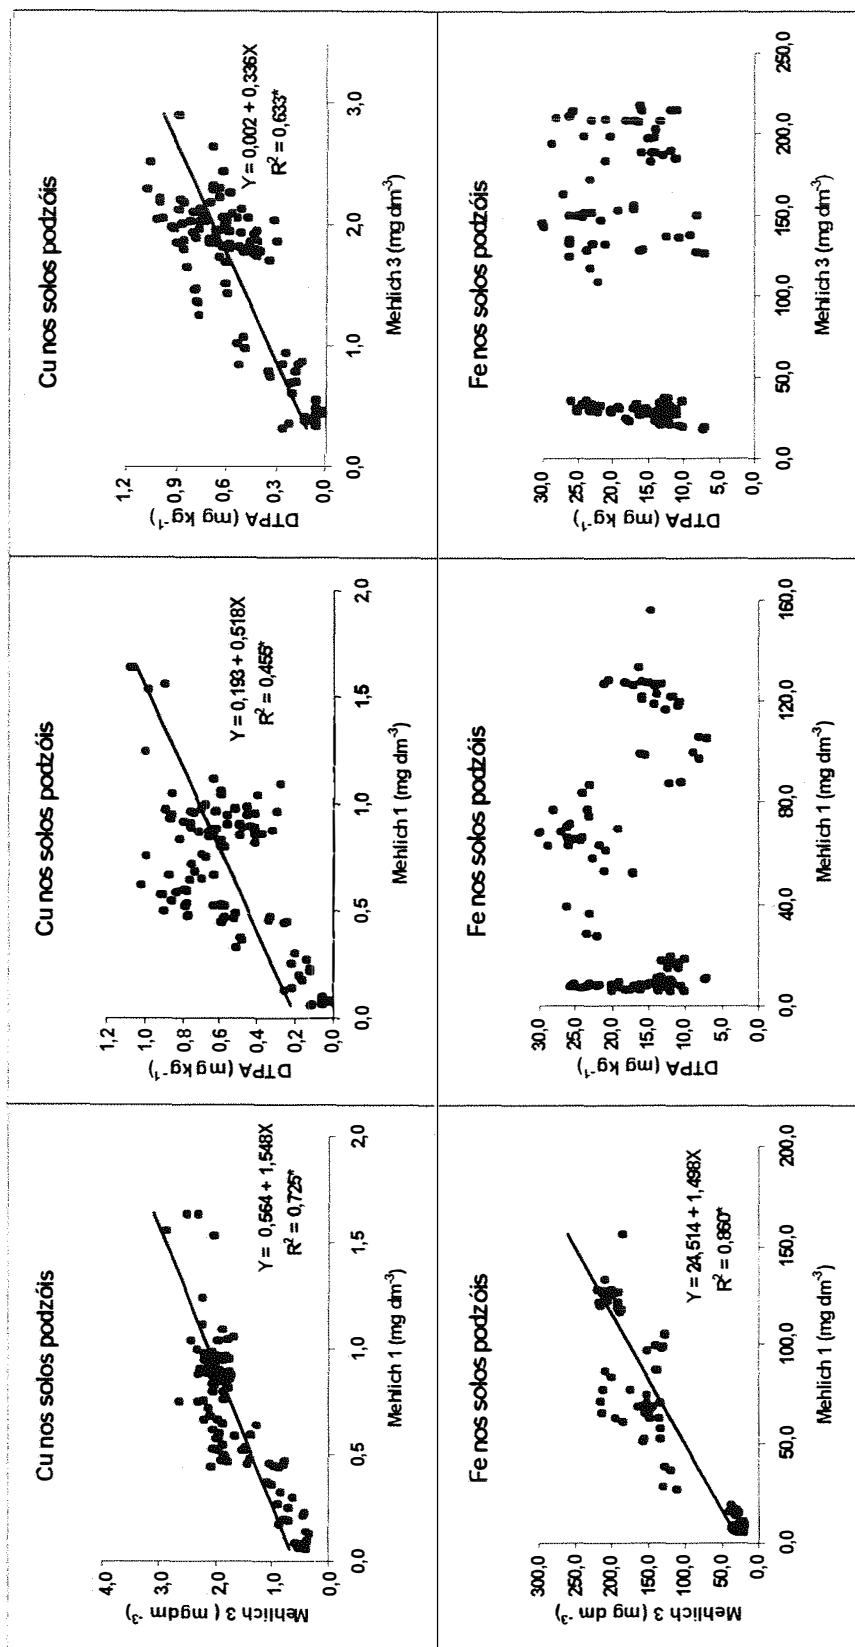 Cu nos solos podzóis
4,0
3,0
2,0
1,0
0,0
Mehlich 3 ( mgdm -3)
Y = 0,564 + 1,548X
R² = 0,725*
0,0
0,5
1,0
1,5
2,0
Mehlich 1 (mg dm-3)
Cu nos solos podzóis
1,2
1,0
0,8
0,6
0,4
0,2
0,0
DTPA (mg kg-1)
Y = 0,193 + 0,518X
R² = 0,455*
0,0
0,5
1,0
1,5
2,0
Mehlich 1 (mg dm-3)
Cu nos solos podzóis
1,2
0,9
0,6
0,3
0,0
DTPA (mg kg-1)
Y = 0,002 + 0,336X
R² = 0,633*
0,0
1,0
2,0
3,0
Mehlich 3 (mg dm-3)
Fe nos solos podzóis
300,0
250,0
200,0
150,0
100,0
50,0
0,0
Mehlich 3 (mg dm -3)
Y = 24,514 + 1,498X
R² = 0,860*
0,0
50,0
100,0
150,0
200,0
Mehlich 1 (mg dm-3)
Fe nos solos podzóis
30,0
25,0
20,0
15,0
10,0
5,0
0,0
DTPA (mg kg-1)
0,0
40,0
80,0
120,0
160,0
Mehlich 1 (mg dm-3)
Fe nos solos podzóis
30,0
25,0
20,0
15,0
10,0
5,0
0,0
DTPA (mg kg-1)
0,0
50,0
100,0
150,0
200,0
250,0
Mehlich 3 (mg dm-3)